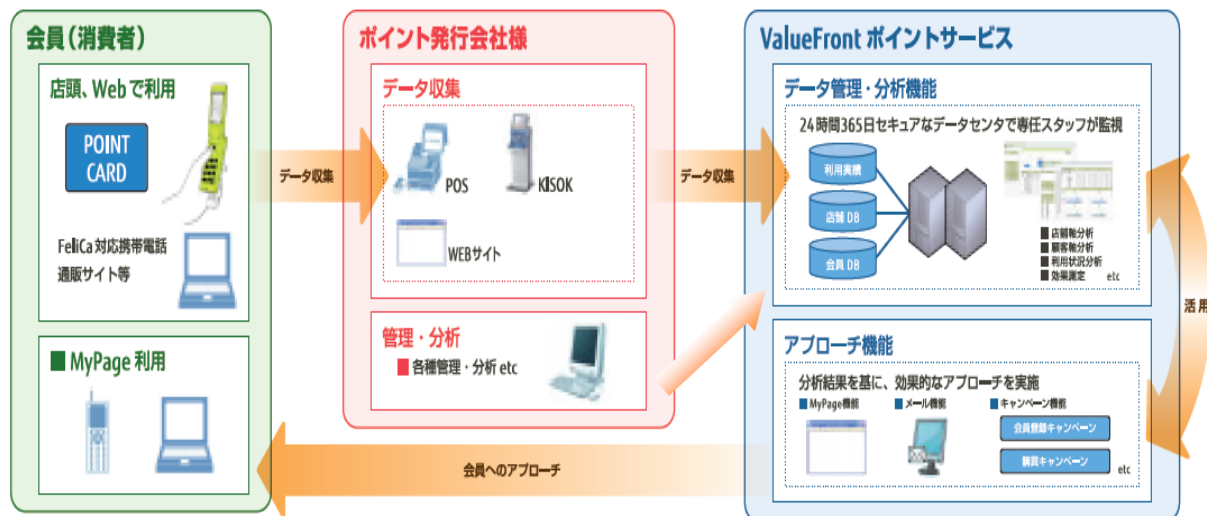 会員(消費者)
店頭、Webで利用
POINT
CARD
FeliCa対応携帯電話
通販サイト等
■ MyPage 利用
データ収集
ポイント発行会社様
データ収集
POS
KISOK
WEBサイト
管理・分析
■ 各種管理・分析 etc
データ収集
会員へのアプローチ
ValueFront ポイントサービス
データ管理・分析機能
24時間365日セキュアなデータセンタで専任スタッフが監視
利用実績
店舗 DB
会員 DB
■ 店舗軸分析
■ 顧客軸分析
■ 利用状況分析
■ 効果測定 etc
アプローチ機能
分析結果を基に、効果的なアプローチを実施
■ MyPage機能 ■ メール機能 ■ キャンペーン機能
会員登録キャンペーン
購買キャンペーン
etc
活用